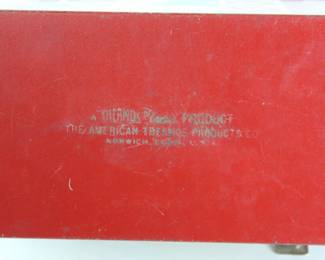 A THERMOS PRODUCT
THE AMERICAN THERMOS PRODUCTS CO.
NORWICH, CONN., U.S.A.